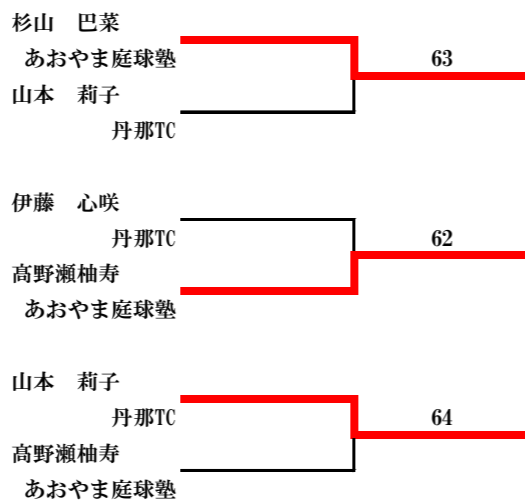 杉山　巴菜
あおやま庭球塾
63
山本　莉子
丹那TC
伊藤　心咲
丹那TC
62
髙野瀬柚寿
あおやま庭球塾
山本　莉子
丹那TC
64
髙野瀬柚寿
あおやま庭球塾